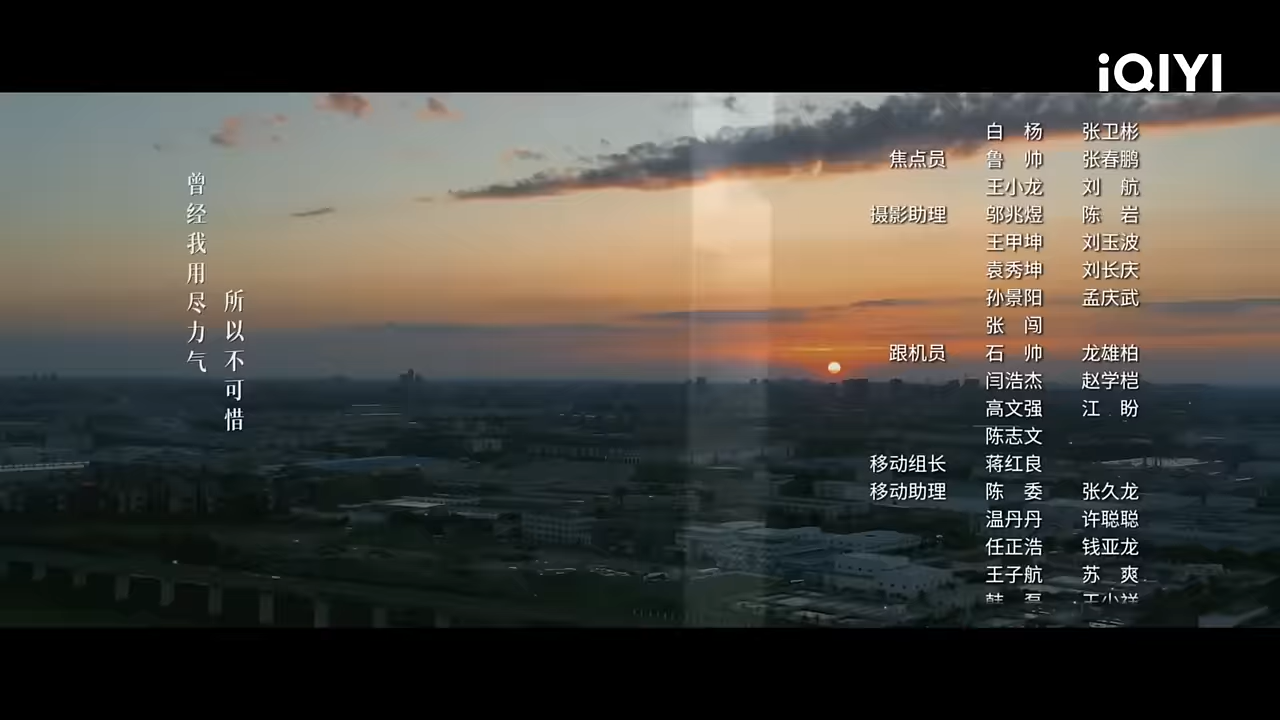 iQIYI
曾经我用尽力气
所以不可惜
白 杨 张卫彬
焦点员 鲁 帅 张春鹏
王小龙 刘 航
摄影助理 邬兆煜 陈 岩
王甲坤 刘玉波
袁秀坤 刘长庆
孙景阳 孟庆武
张 闯
跟机员 石 帅 龙雄柏
闫浩杰 赵学桤
高文强 江 盼
陈志文
移动组长 蒋红良
移动助理 陈 委 张久龙
温丹丹 许聪聪
任正浩 钱亚龙
王子航 苏 爽